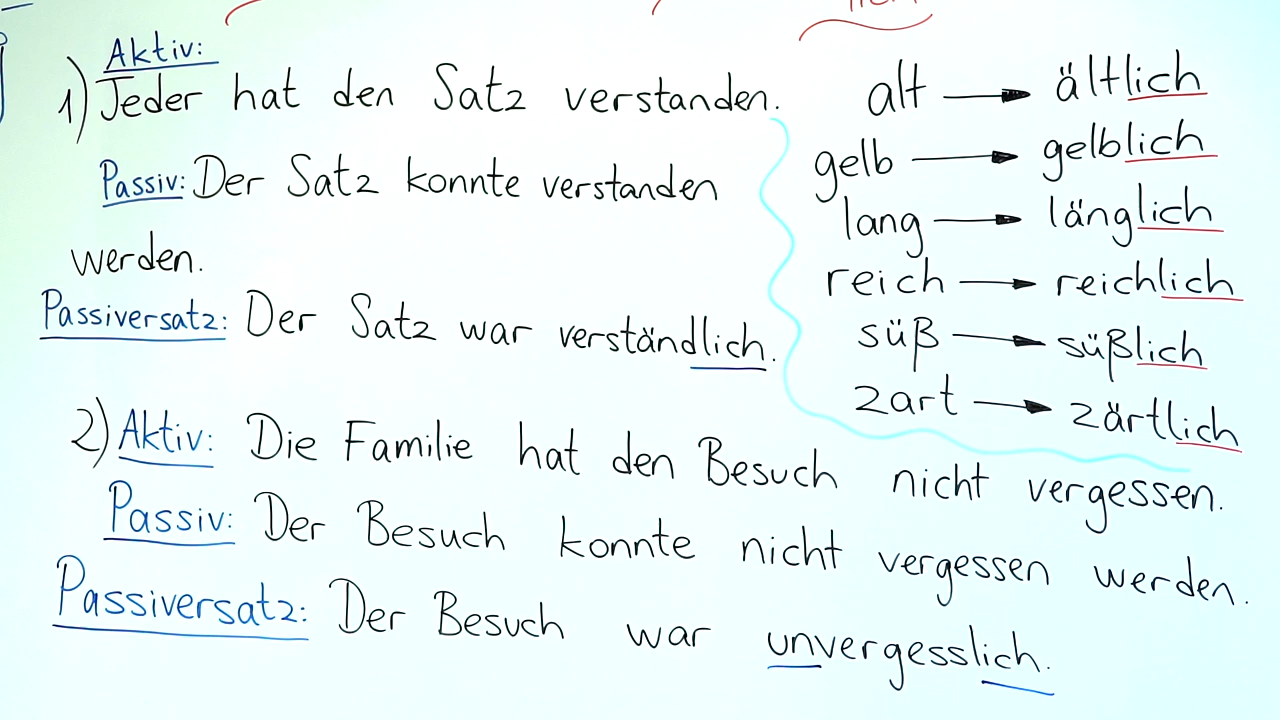 Aktiv:
1) Jeder hat den Satz verstanden.
Passiv: Der Satz konnte verstanden
werden.
Passiversatz: Der Satz war verständlich.
alt → ältlich
gelb → gelblich
lang → länglich
reich → reichlich
süß → süßlich
zart → zärtlich
2) Aktiv: Die Familie hat den Besuch nicht vergessen.
Passiv: Der Besuch konnte nicht vergessen werden.
Passiversatz: Der Besuch war unvergesslich.